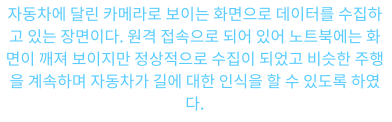 자동차에 달린 카메라로 보이는 화면으로 데이터를 수집하
고 있는 장면이다. 원격 접속으로 되어 있어 노트북에는 화
면이 깨져 보이지만 정상적으로 수집이 되었고 비슷한 주행
을 계속하며 자동차가 길에 대한 인식을 할 수 있도록 하였
다.